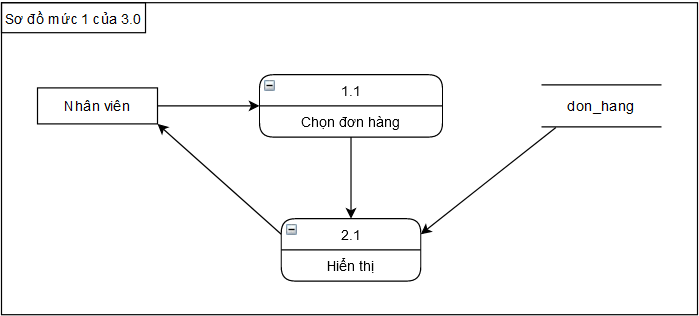 Sơ đồ mức 1 của 3.0
1.1
Nhân viên
Chọn đơn hàng
don_hang
2.1
Hiển thị